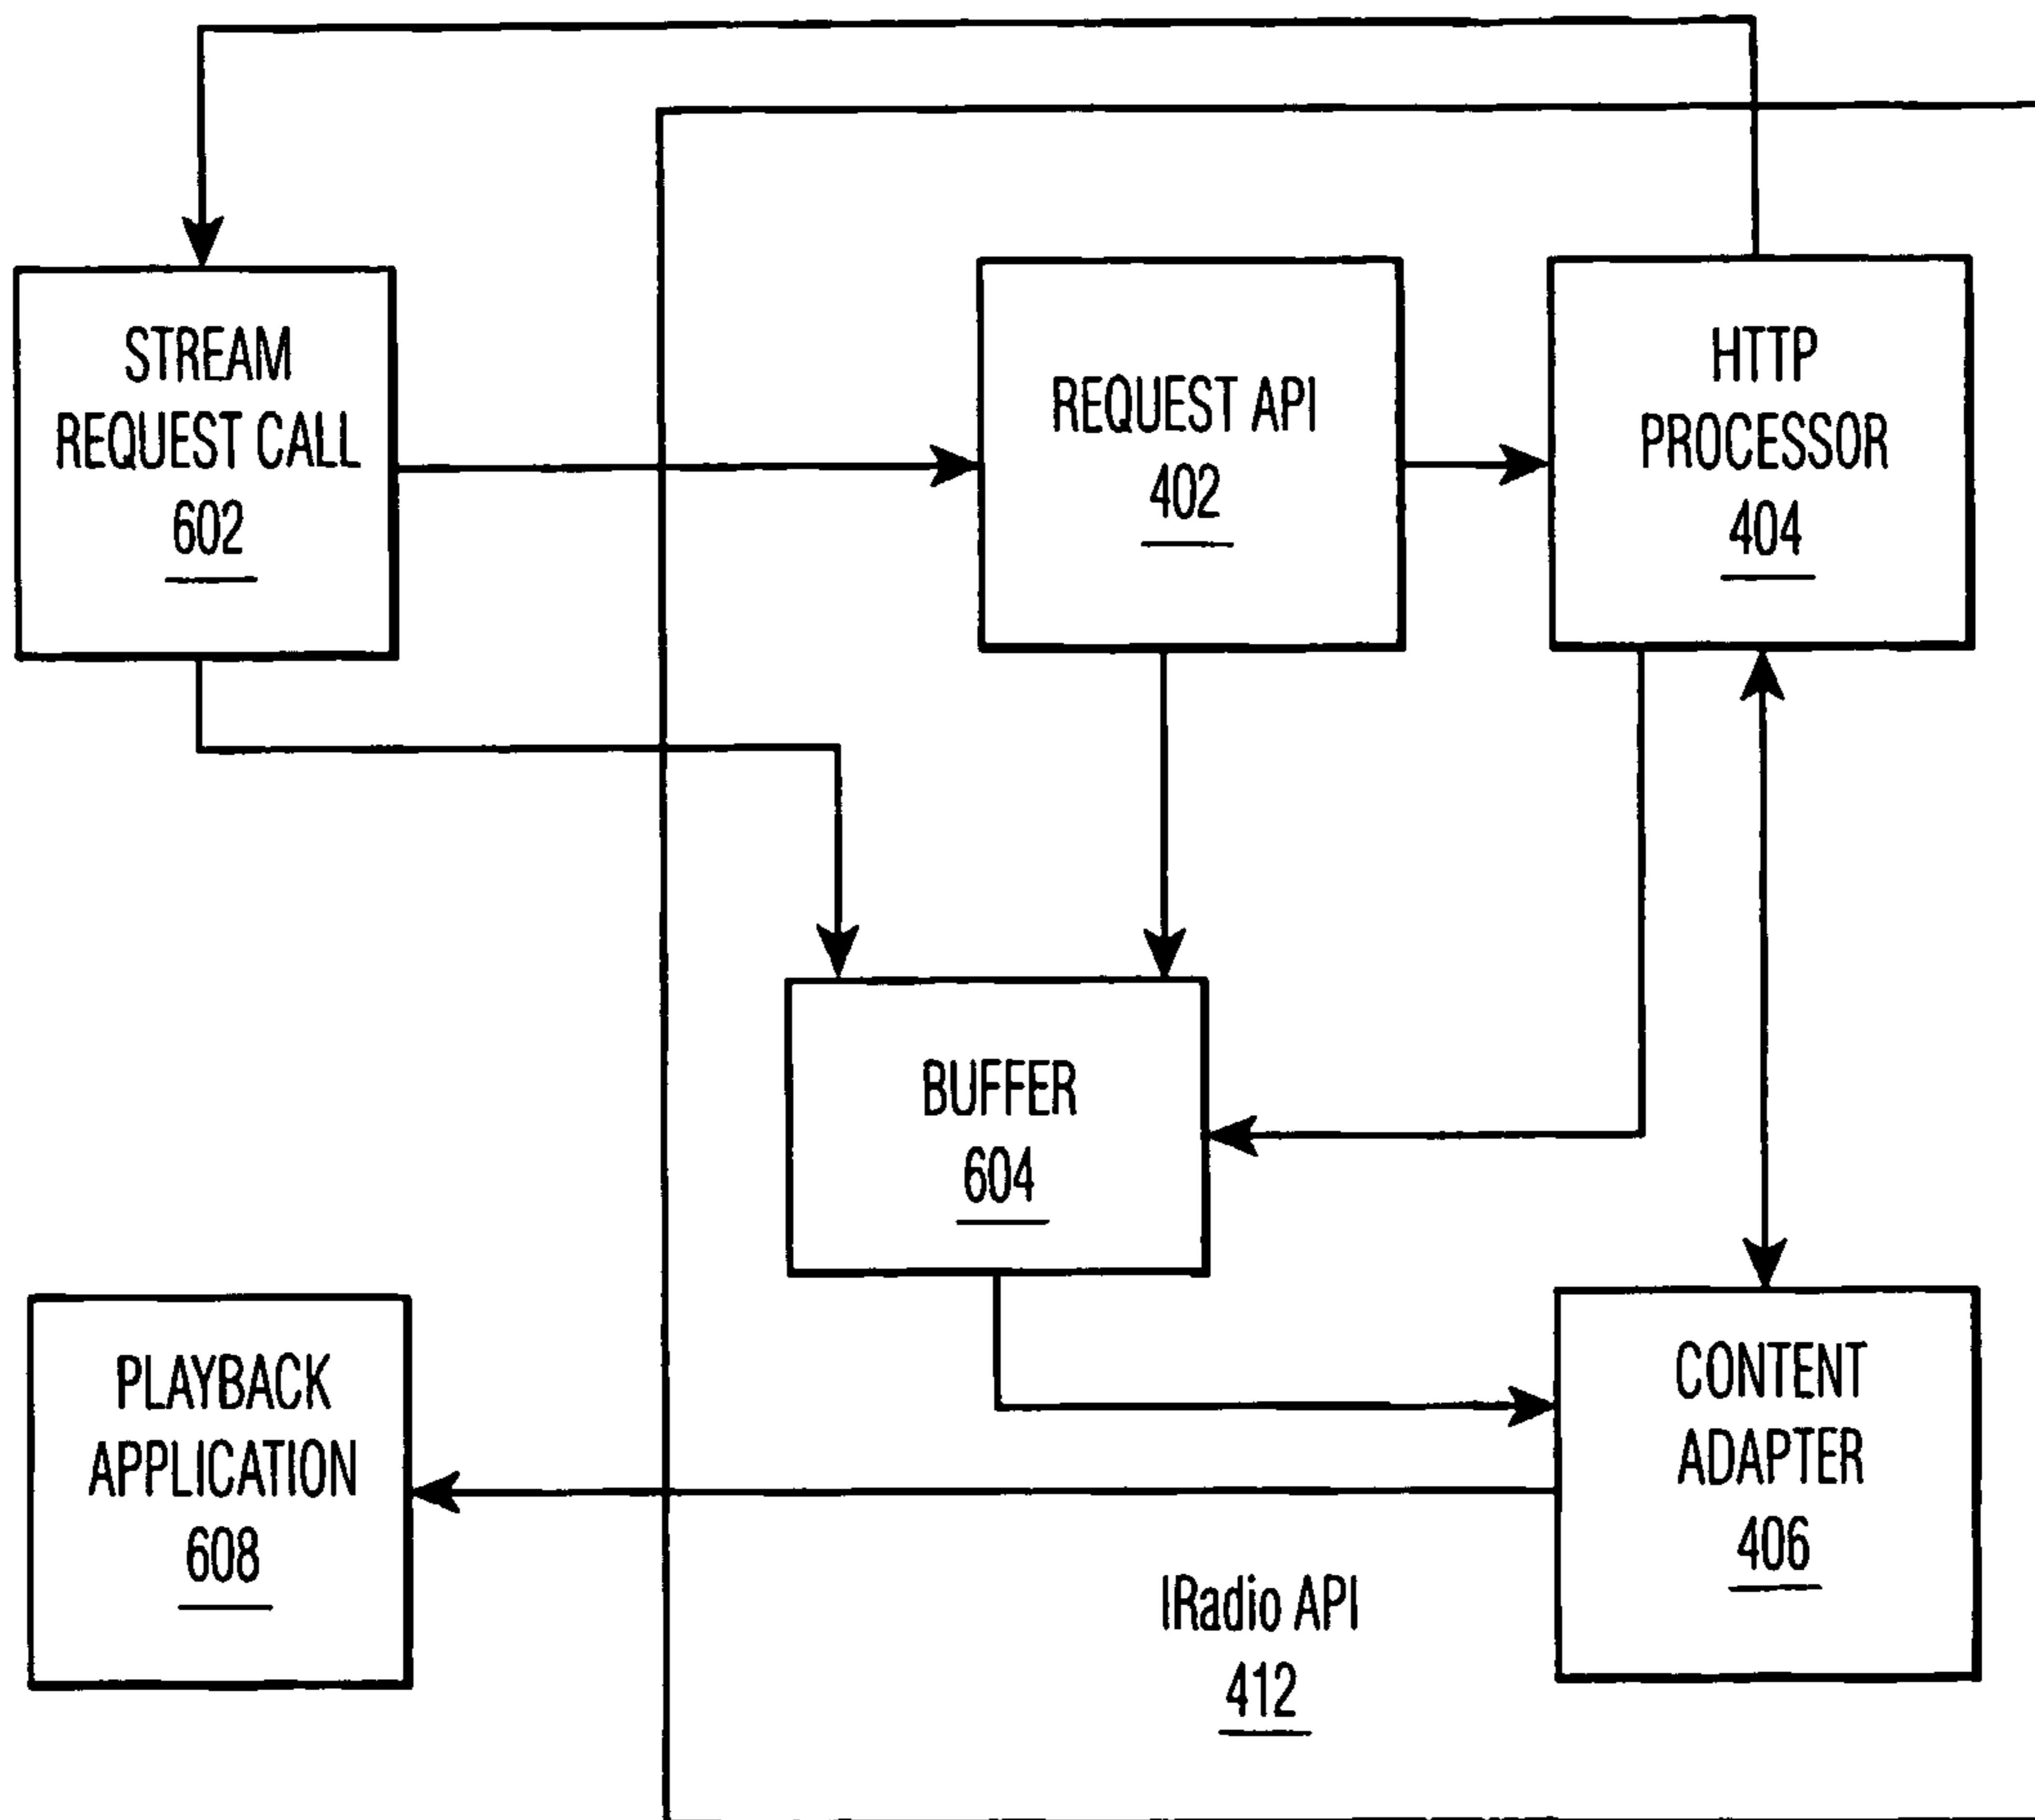 STREAM
REQUEST CALL
602
REQUEST API
402
HTTP
PROCESSOR
404
BUFFER
604
PLAYBACK
APPLICATION
608
CONTENT
ADAPTER
406
IRadio API
412